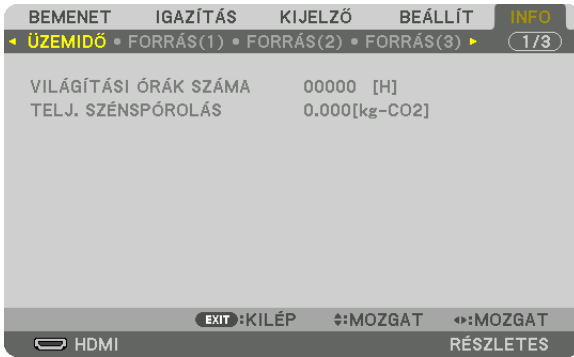 BEMENET IGAZÍTÁS KIJELZŐ BEÁLLÍT INFO
ÜZEMIDŐ • FORRÁS(1) • FORRÁS(2) • FORRÁS(3) 1/3
VILÁGÍTÁSI ÓRÁK SZÁMA 00000 [H]
TELJ. SZÉNSPÓROLÁS 0.000[kg-CO2]
EXIT:KILÉP :MOZGAT :MOZGAT
HDMI RÉSZLETES